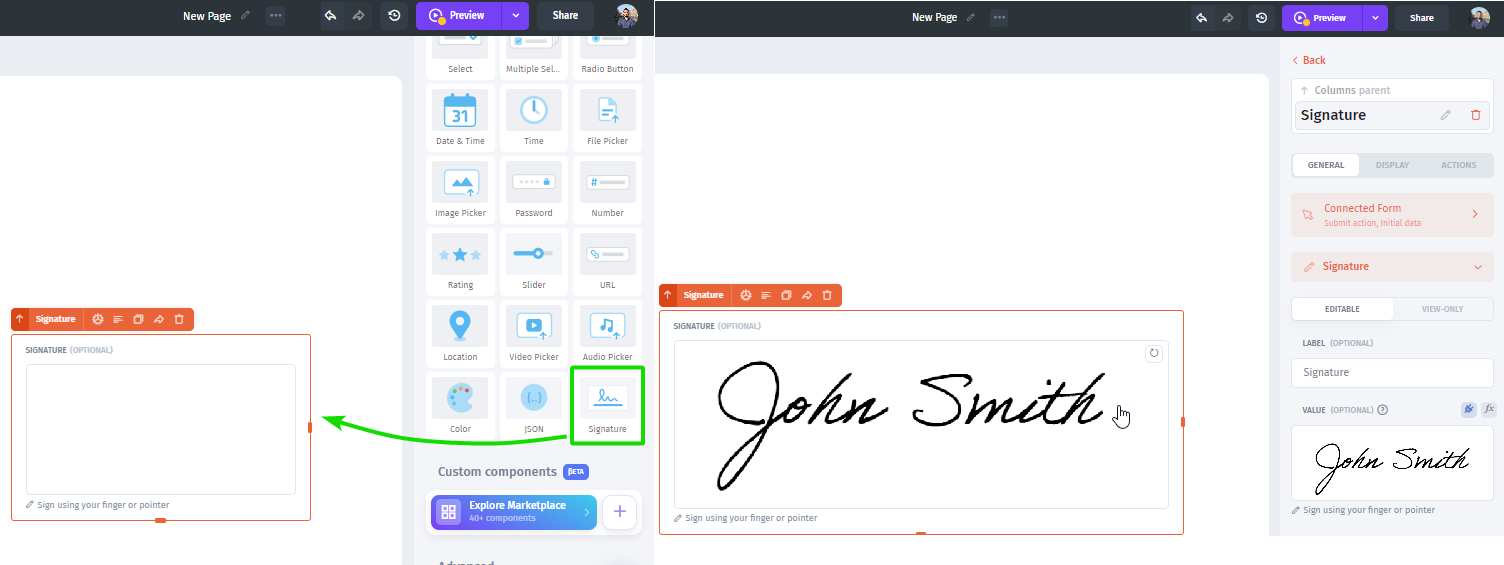 New Page
Preview
Share
Select
Multiple Sel...
Radio Button
31
Date & Time
Time
File Picker
Image Picker
Password
#
Number
Rating
Slider
URL
Location
Video Picker
Audio Picker
Color
{..}
JSON
Signature
Custom components
BETA
Explore Marketplace
40+ components
+
Advanced
Signature
SIGNATURE (OPTIONAL)
Sign using your finger or pointer
New Page
Preview
Share
Signature
SIGNATURE (OPTIONAL)
John Smith
Sign using your finger or pointer
Back
Columns parent
Signature
GENERAL
DISPLAY
ACTIONS
Connected Form
Submit action, Initial data
Signature
EDITABLE
VIEW-ONLY
LABEL (OPTIONAL)
Signature
VALUE (OPTIONAL) ?
fx
John Smith
Sign using your finger or pointer